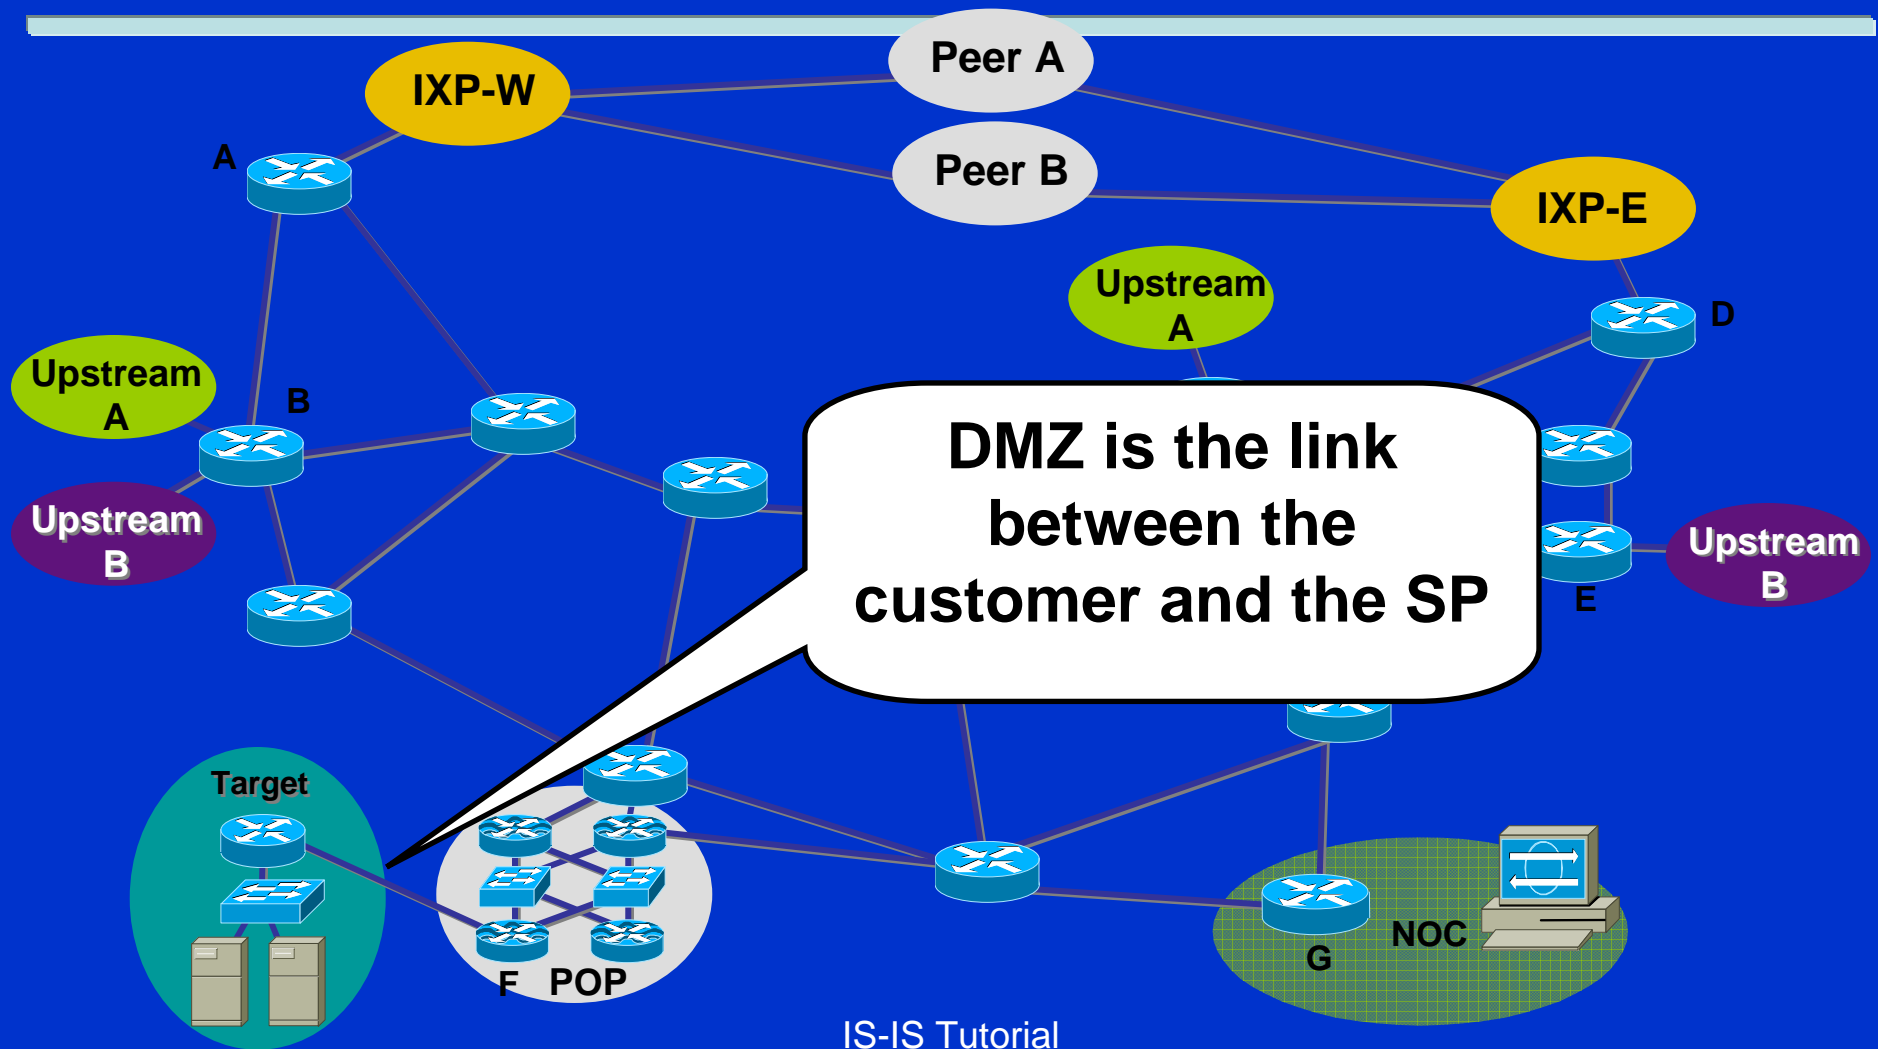 Peer A
IXP-W
A
Peer B
IXP-E
Upstream
A
D
Upstream
A
B
DMZ is the link
between the
customer and the SP
Upstream
B
Upstream
B
E
Target
NOC
G
F POP
IS-IS Tutorial